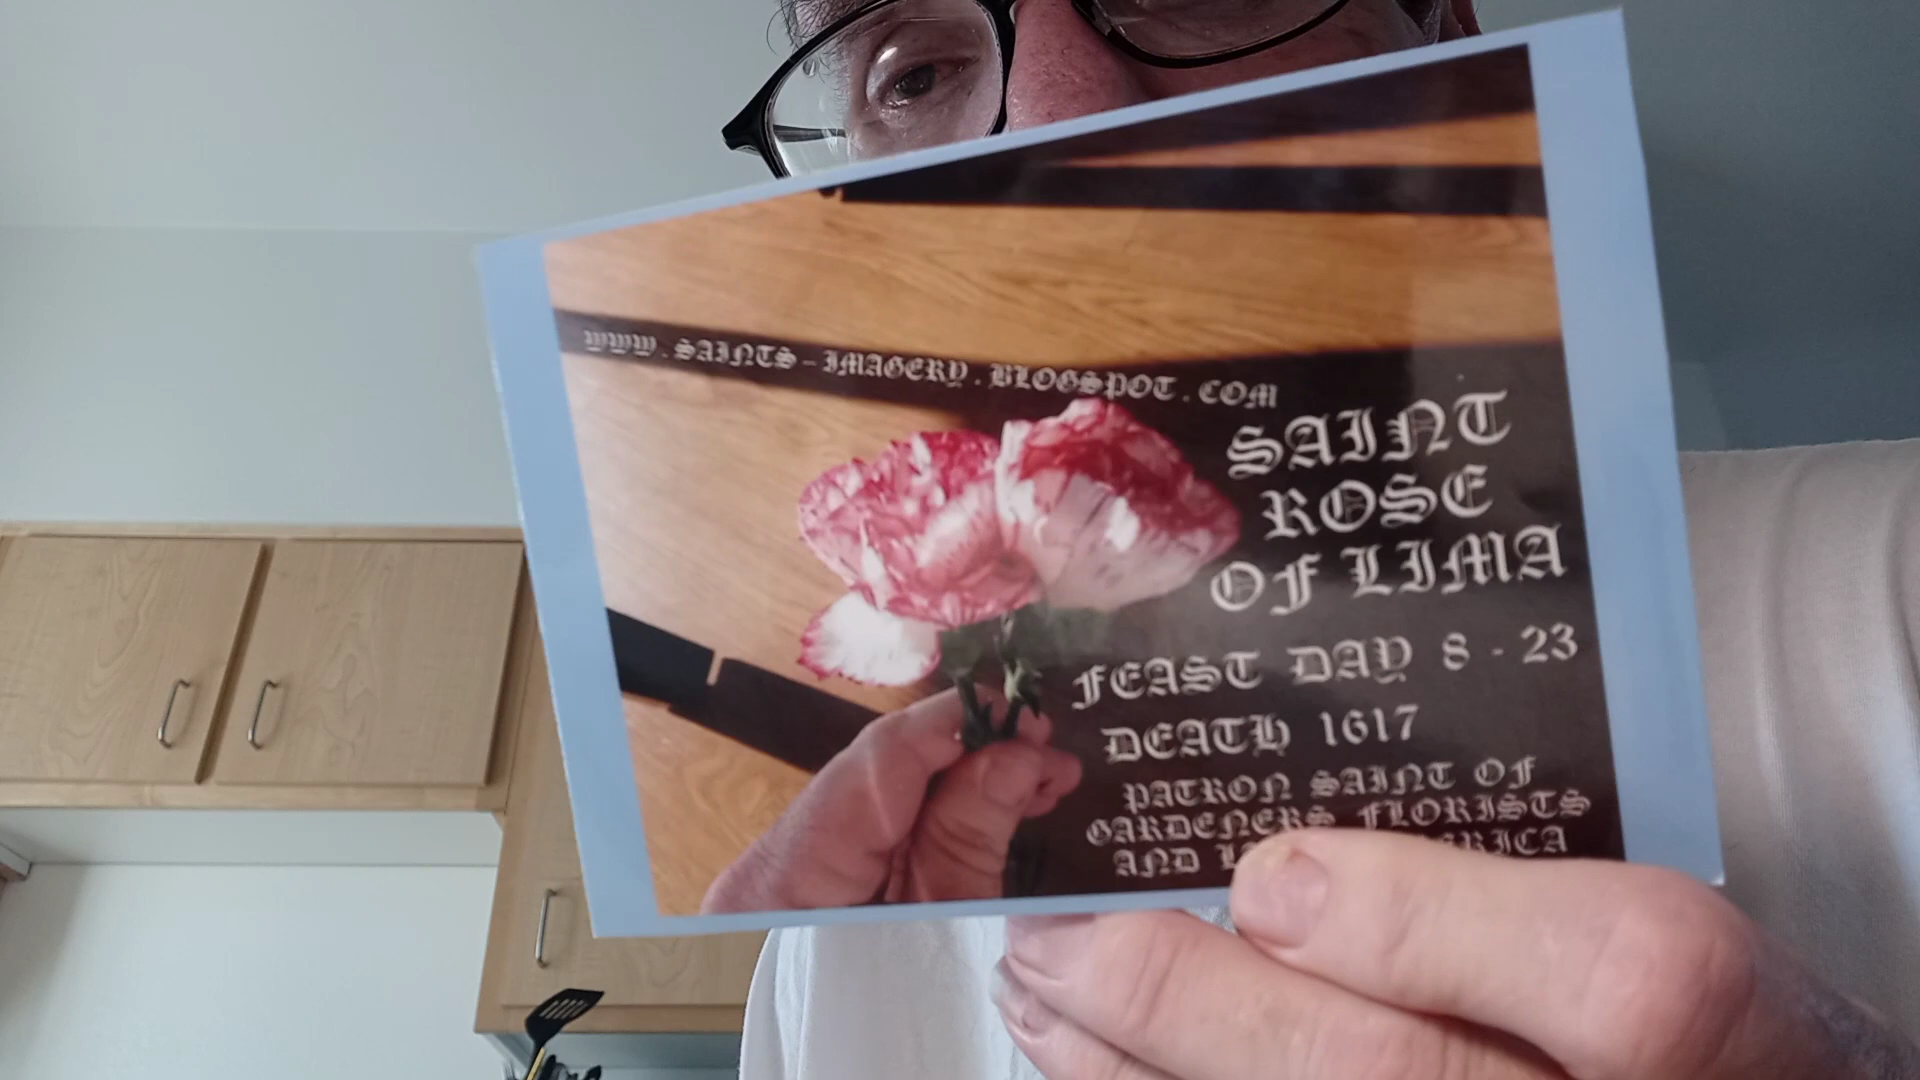 WWW.SAINTS-IMAGERY.BLOGSPOT.COM
SAINT
ROSE
OF LIMA
FEAST DAY 8-23
DEATH 1617
PATRON SAINT OF
GARDENERS FLORISTS
AND